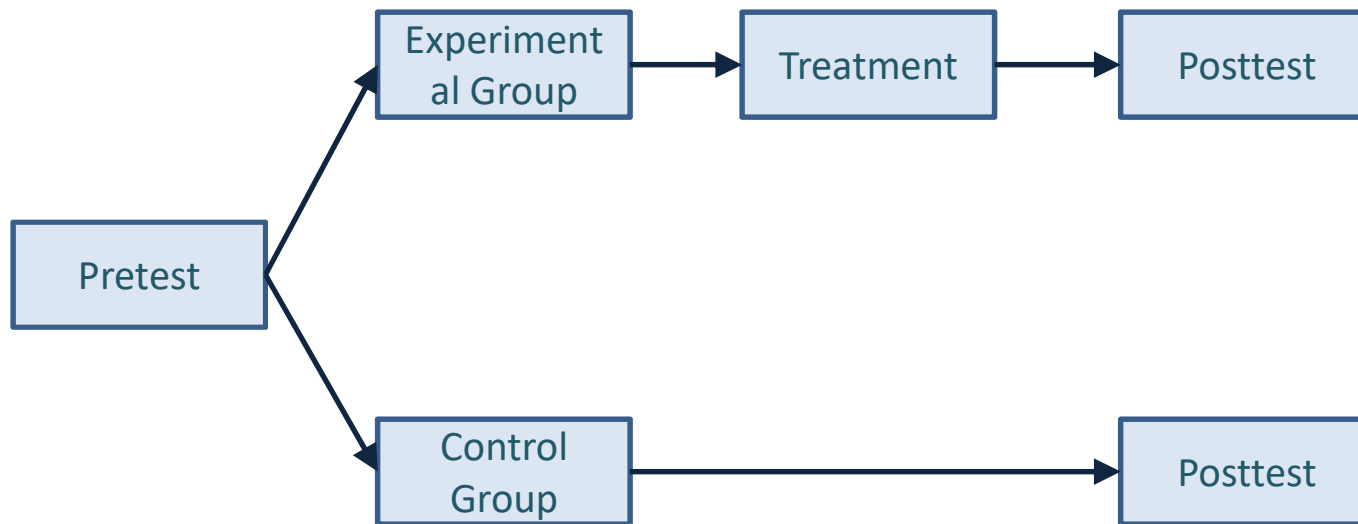 Experiment
al Group
Treatment
Posttest
Pretest
Control
Group
Posttest